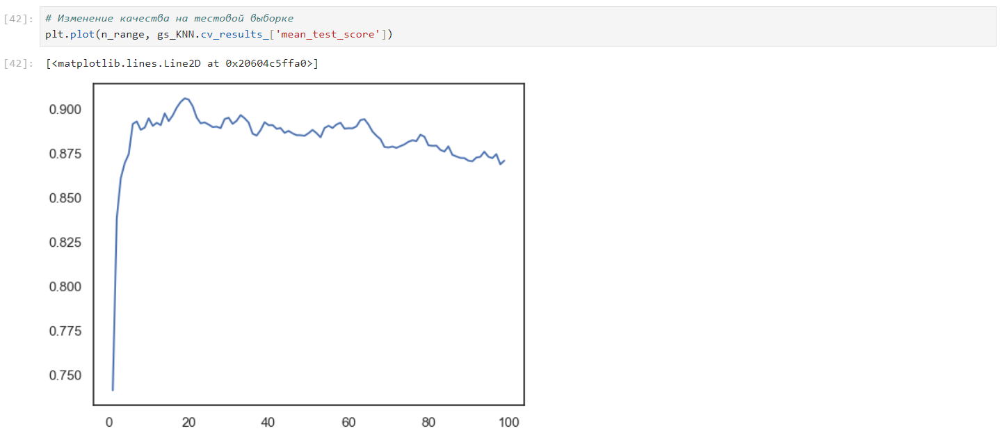 [42]: # Изменение качества на тестовой выборке
plt.plot(n_range, gs_KNN.cv_results_['mean_test_score'])
[42]: [<matplotlib.lines.Line2D at 0x20604c5ffa0>]
0.900
0.875
0.850
0.825
0.800
0.775
0.750
0 20 40 60 80 100